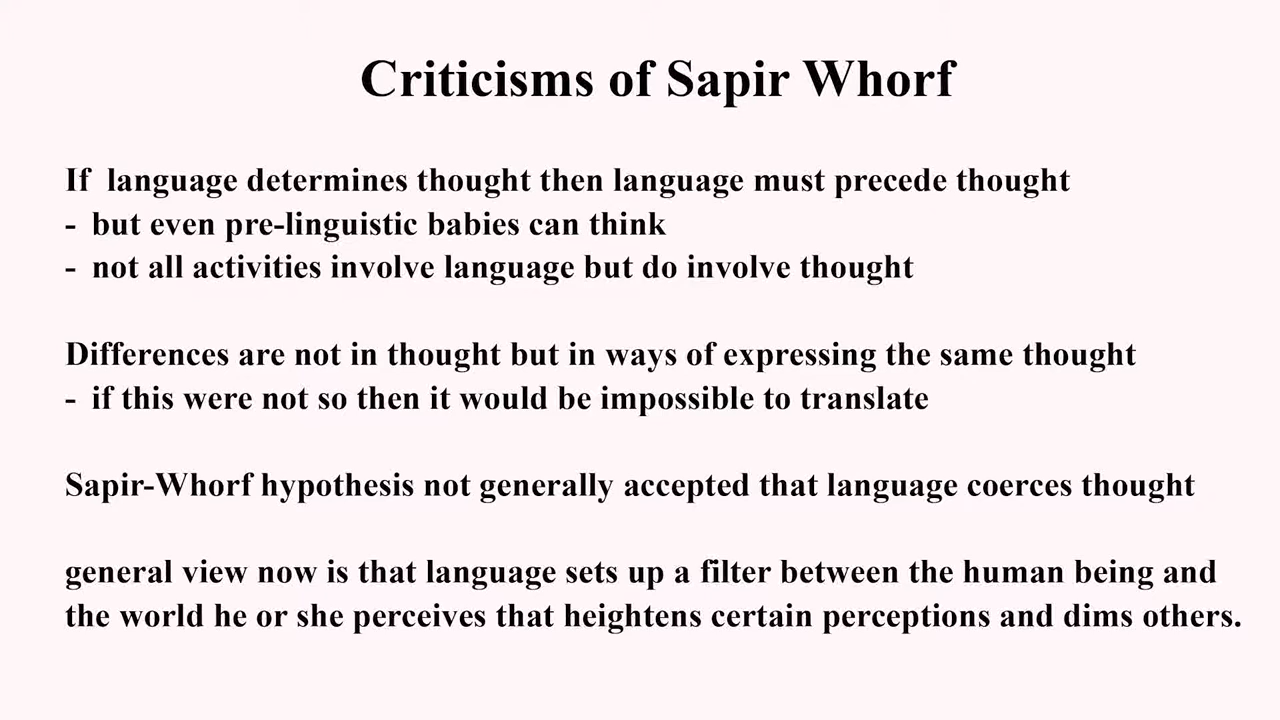 Criticisms of Sapir Whorf
If language determines thought then language must precede thought
- but even pre-linguistic babies can think
- not all activities involve language but do involve thought
Differences are not in thought but in ways of expressing the same thought
- if this were not so then it would be impossible to translate
Sapir-Whorf hypothesis not generally accepted that language coerces thought
general view now is that language sets up a filter between the human being and
the world he or she perceives that heightens certain perceptions and dims others.